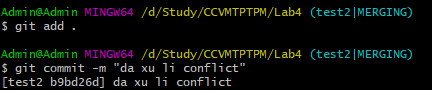 Admin@Admin MINGW64 /d/Study/CCVMTPTPM/Lab4 (test2|MERGING)
$ git add .
Admin@Admin MINGW64 /d/Study/CCVMTPTPM/Lab4 (test2|MERGING)
$ git commit -m "da xu li conflict"
[test2 b9bd26d] da xu li conflict